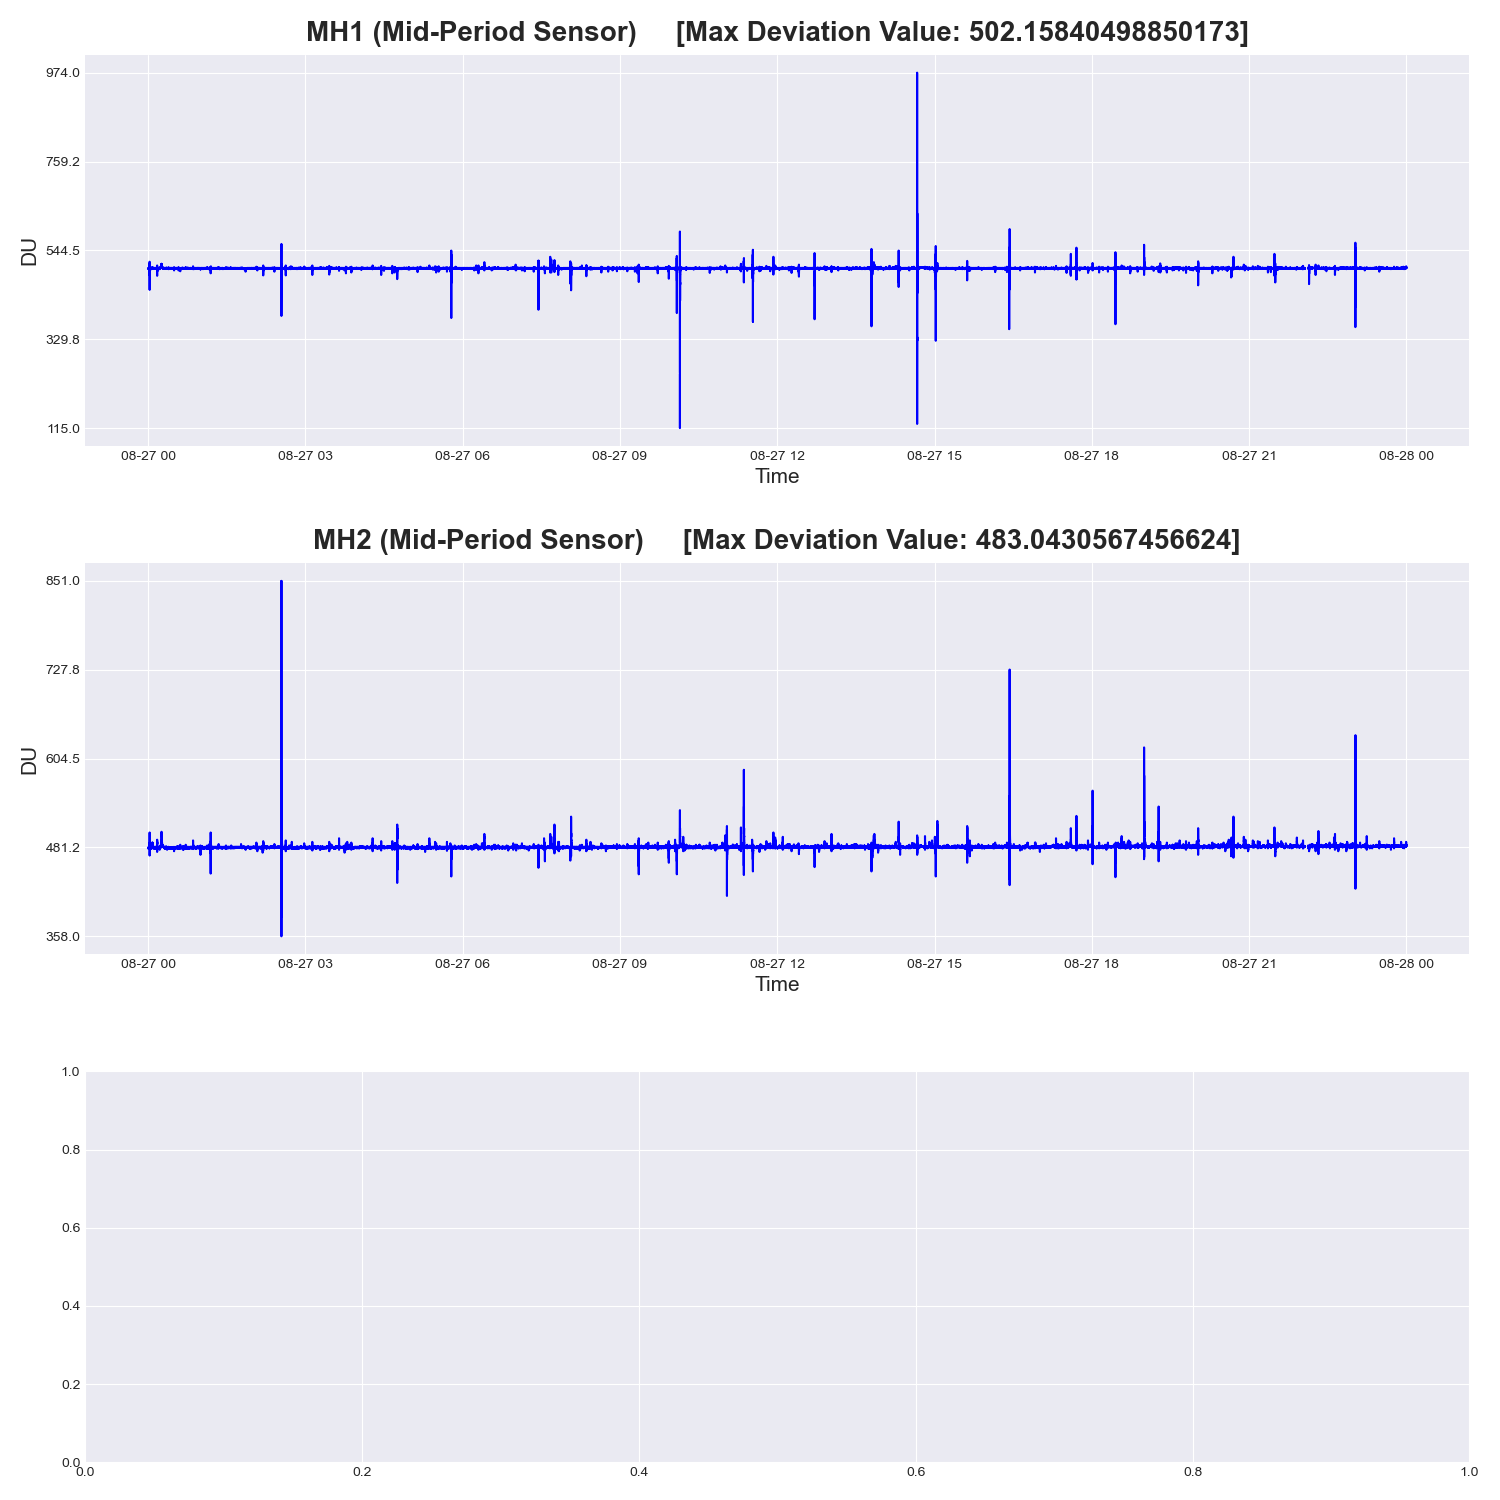 MH1 (Mid-Period Sensor) [Max Deviation Value: 502.15840498850173]
974.0
759.2
544.5
329.8
115.0
DU
08-27 00 08-27 03 08-27 06 08-27 09 08-27 12 08-27 15 08-27 18 08-27 21 08-28 00
Time
MH2 (Mid-Period Sensor) [Max Deviation Value: 483.0430567456624]
851.0
727.8
604.5
481.2
358.0
DU
08-27 00 08-27 03 08-27 06 08-27 09 08-27 12 08-27 15 08-27 18 08-27 21 08-28 00
Time
1.0
0.8
0.6
0.4
0.2
0.0
0.0 0.2 0.4 0.6 0.8 1.0